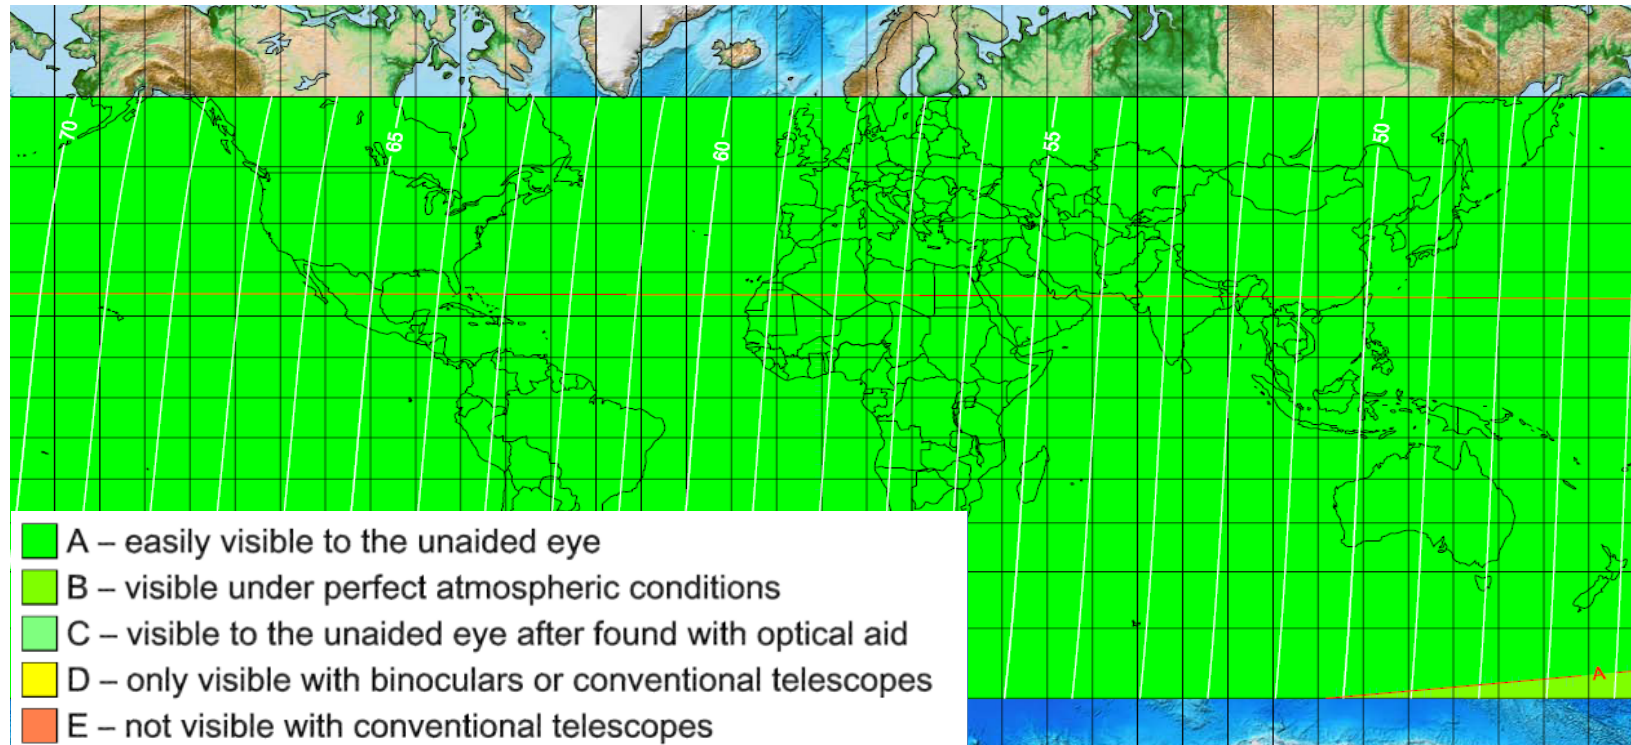 70
65
60
55
50
A
A – easily visible to the unaided eye
B – visible under perfect atmospheric conditions
C – visible to the unaided eye after found with optical aid
D – only visible with binoculars or conventional telescopes
E – not visible with conventional telescopes